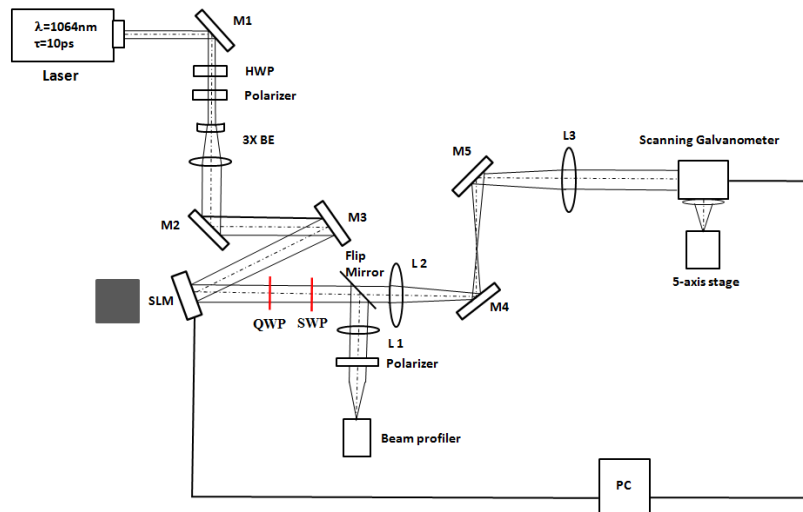 λ=1064nm
τ=10ps
Laser
M1
HWP
Polarizer
3X BE
M2
M3
Flip
Mirror
SLM
QWP
SWP
L 2
L 1
Polarizer
Beam profiler
M4
M5
L3
Scanning Galvanometer
5-axis stage
PC